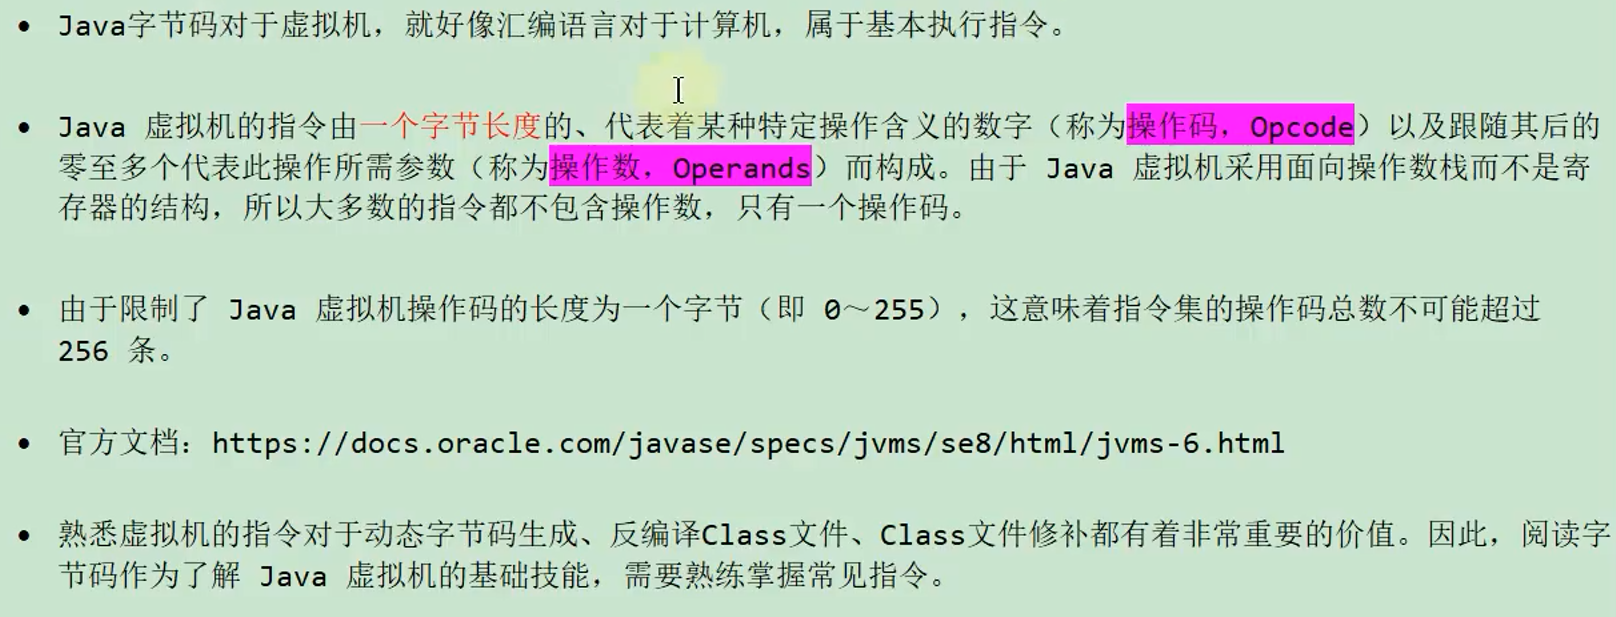 • Java字节码对于虚拟机，就好像汇编语言对于计算机，属于基本执行指令。
• Java 虚拟机的指令由一个字节长度的、代表着某种特定操作含义的数字（称为操作码，Opcode）以及跟随其后的
零至多个代表此操作所需参数（称为操作数，Operands）而构成。由于 Java 虚拟机采用面向操作数栈而不是寄
存器的结构，所以大多数的指令都不包含操作数，只有一个操作码。
• 由于限制了 Java 虚拟机操作码的长度为一个字节（即 0～255），这意味着指令集的操作码总数不可能超过
256 条。
• 官方文档：https://docs.oracle.com/javase/specs/jvms/se8/html/jvms-6.html
• 熟悉虚拟机的指令对于动态字节码生成、反编译Class文件、Class文件修补都有着非常重要的价值。因此，阅读字
节码作为了解 Java 虚拟机的基础技能，需要熟练掌握常见指令。